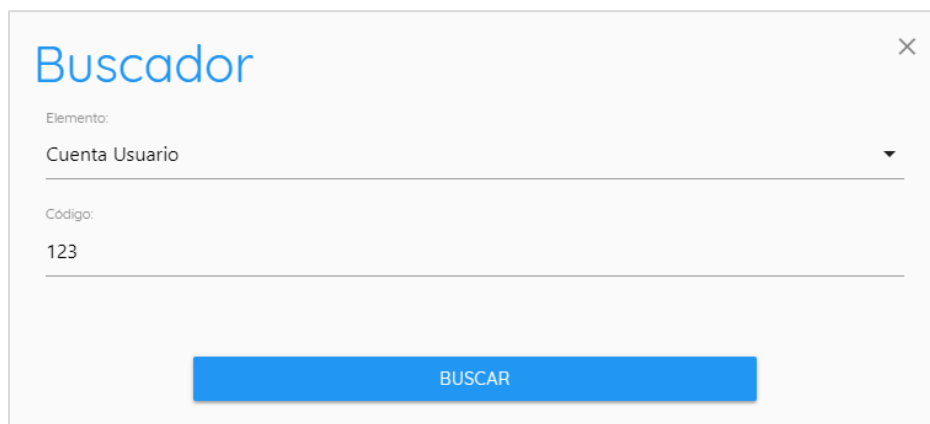 Buscador
Elemento:
Cuenta Usuario
Código:
123
BUSCAR